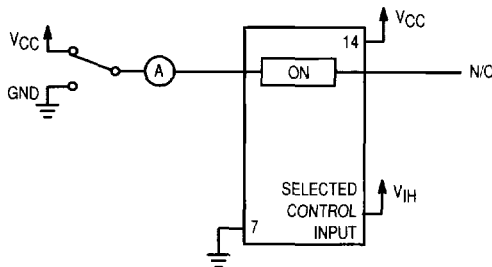 VCC
GND
A
14
VCC
ON
N/C
SELECTED
CONTROL
INPUT
VIH
7